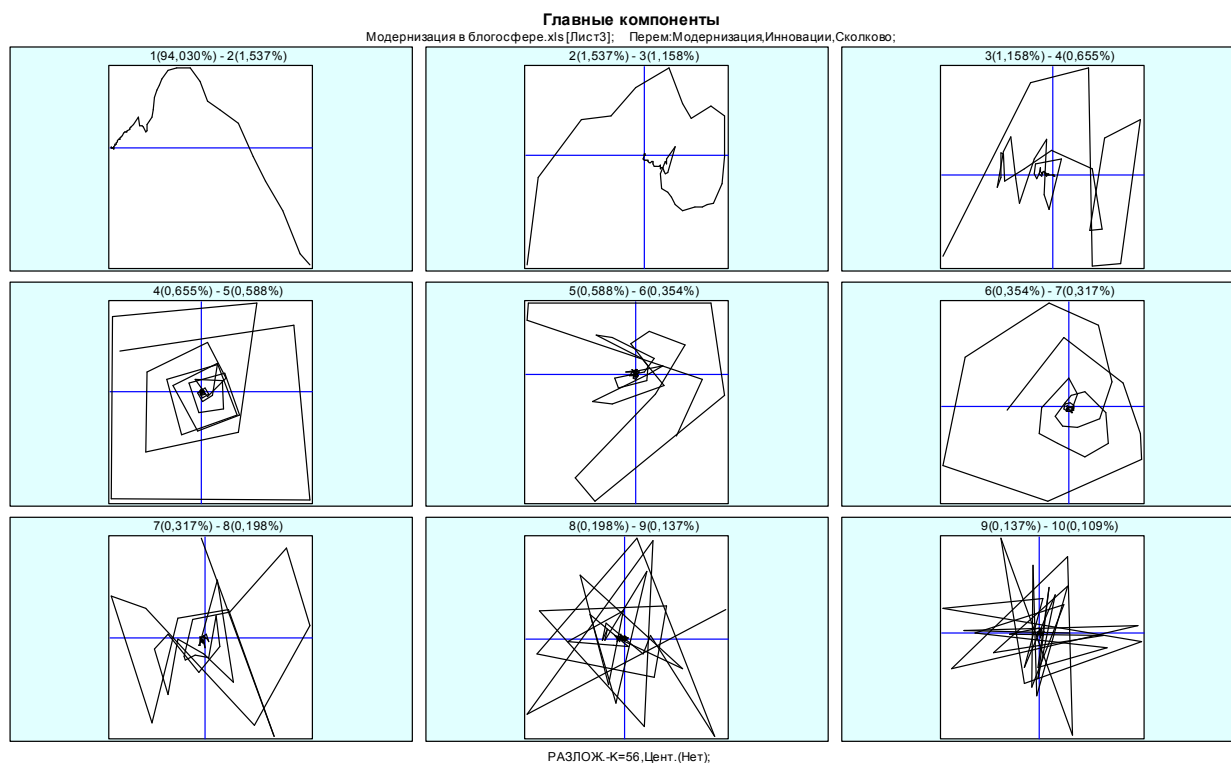 Главные компоненты
Модернизация в блогосфере.xls[Лист3]; Перем:Модернизация,Инновации,Сколково;
1(94,030%) - 2(1,537%)
2(1,537%) - 3(1,158%)
3(1,158%) - 4(0,655%)
4(0,655%) - 5(0,588%)
5(0,588%) - 6(0,354%)
6(0,354%) - 7(0,317%)
7(0,317%) - 8(0,198%)
8(0,198%) - 9(0,137%)
9(0,137%) - 10(0,109%)
РАЗЛОЖ.-K=56,Цент.(Нет);